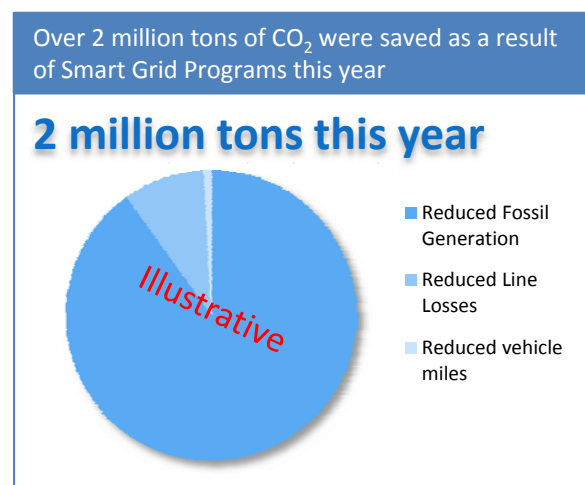 Over 2 million tons of CO₂ were saved as a result
of Smart Grid Programs this year
2 million tons this year
Illustrative
Reduced Fossil
Generation
Reduced Line
Losses
Reduced vehicle
miles